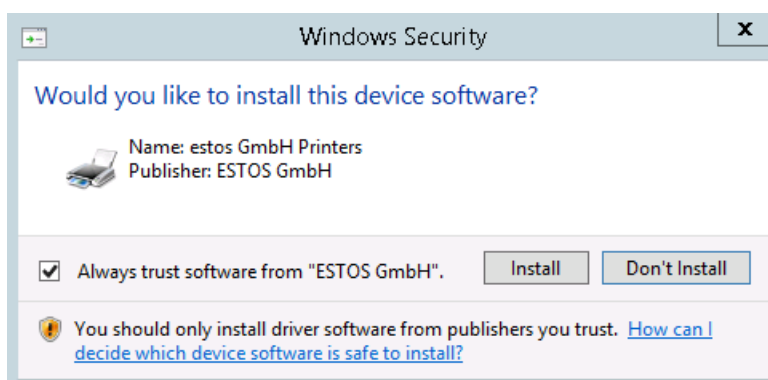 Windows Security
x
Would you like to install this device software?
Name: estos GmbH Printers
Publisher: ESTOS GmbH
Always trust software from "ESTOS GmbH".
Install
Don't Install
You should only install driver software from publishers you trust. How can I
decide which device software is safe to install?